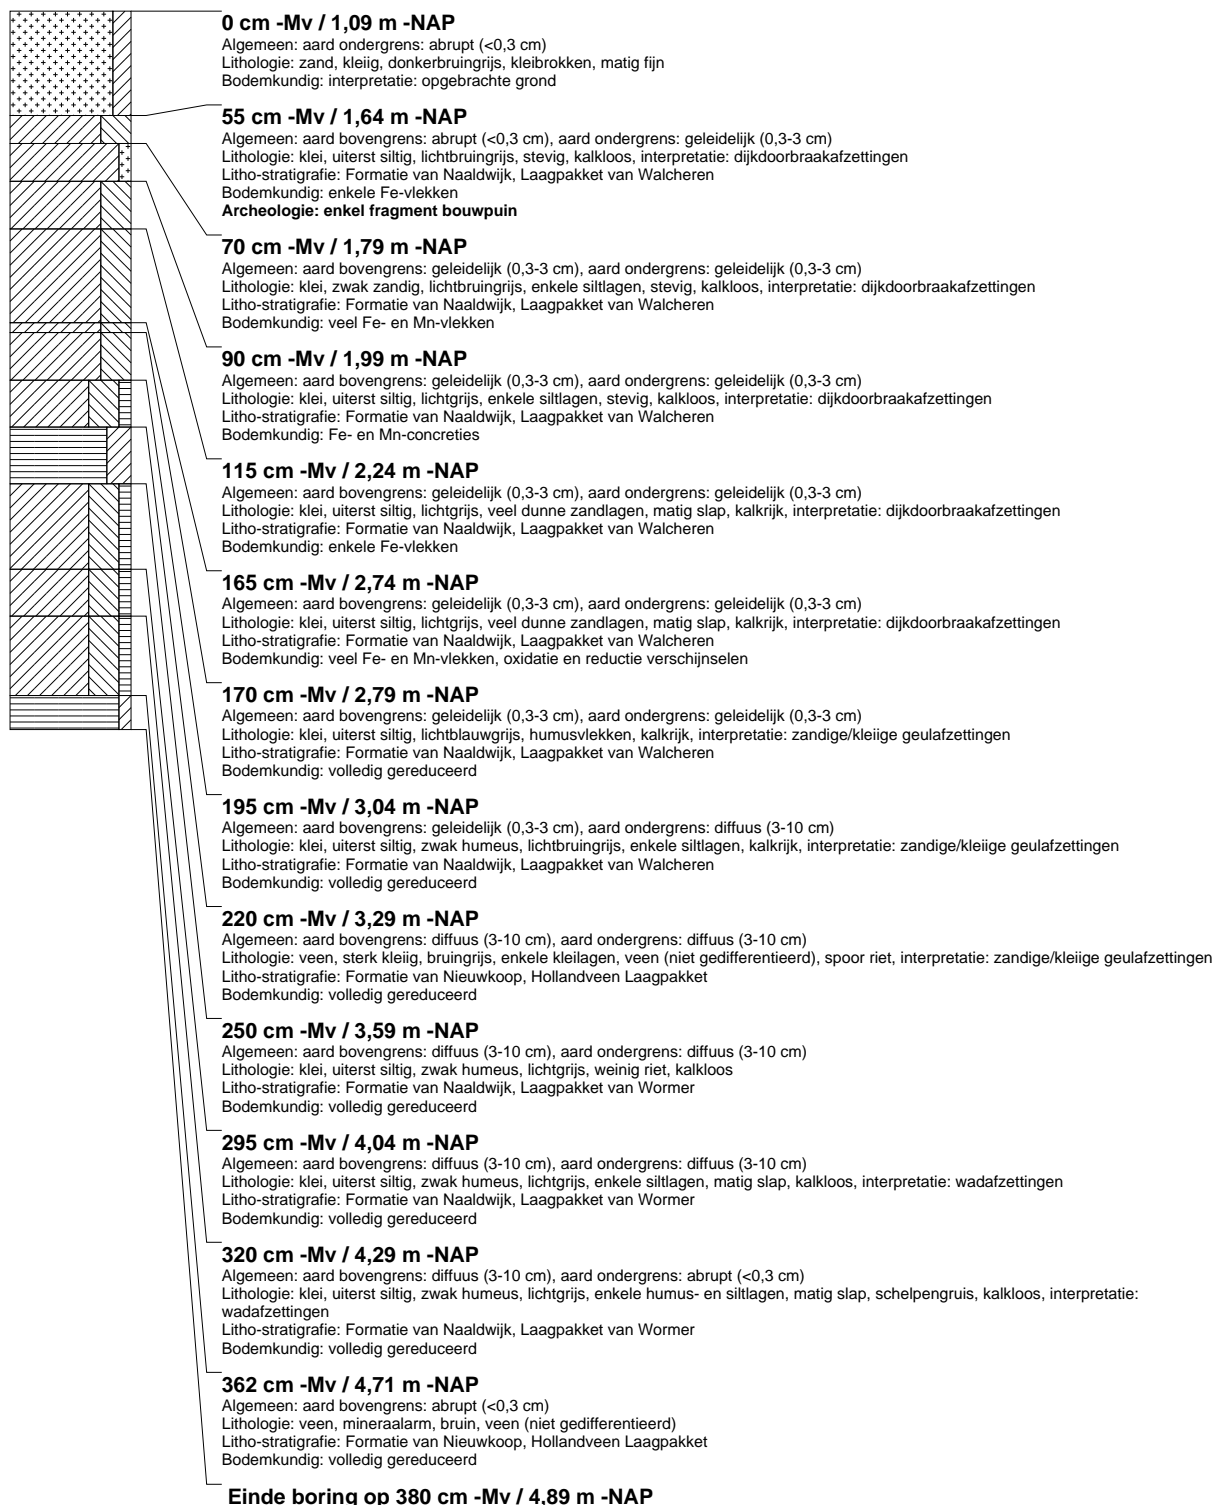 0 cm -Mv / 1,09 m -NAP
Algemeen: aard ondergrens: abrupt (<0,3 cm)
Lithologie: zand, kleiig, donkerbruingrijs, kleibrokken, matig fijn
Bodemkundig: interpretatie: opgebrachte grond
55 cm -Mv / 1,64 m -NAP
Algemeen: aard bovengrens: abrupt (<0,3 cm), aard ondergrens: geleidelijk (0,3-3 cm)
Lithologie: klei, uiterst siltig, lichtbruingrijs, stevig, kalkloos, interpretatie: dijkdoorbraakafzettingen
Litho-stratigrafie: Formatie van Naaldwijk, Laagpakket van Walcheren
Bodemkundig: enkele Fe-vlekken
Archeologie: enkel fragment bouwpuin
70 cm -Mv / 1,79 m -NAP
Algemeen: aard bovengrens: geleidelijk (0,3-3 cm), aard ondergrens: geleidelijk (0,3-3 cm)
Lithologie: klei, zwak zandig, lichtbruingrijs, enkele siltlagen, stevig, kalkloos, interpretatie: dijkdoorbraakafzettingen
Litho-stratigrafie: Formatie van Naaldwijk, Laagpakket van Walcheren
Bodemkundig: veel Fe- en Mn-vlekken
90 cm -Mv / 1,99 m -NAP
Algemeen: aard bovengrens: geleidelijk (0,3-3 cm), aard ondergrens: geleidelijk (0,3-3 cm)
Lithologie: klei, uiterst siltig, lichtgrijs, enkele siltlagen, stevig, kalkloos, interpretatie: dijkdoorbraakafzettingen
Litho-stratigrafie: Formatie van Naaldwijk, Laagpakket van Walcheren
Bodemkundig: Fe- en Mn-concreties
115 cm -Mv / 2,24 m -NAP
Algemeen: aard bovengrens: geleidelijk (0,3-3 cm), aard ondergrens: geleidelijk (0,3-3 cm)
Lithologie: klei, uiterst siltig, lichtgrijs, veel dunne zandlagen, matig slap, kalkrijk, interpretatie: dijkdoorbraakafzettingen
Litho-stratigrafie: Formatie van Naaldwijk, Laagpakket van Walcheren
Bodemkundig: enkele Fe-vlekken
165 cm -Mv / 2,74 m -NAP
Algemeen: aard bovengrens: geleidelijk (0,3-3 cm), aard ondergrens: geleidelijk (0,3-3 cm)
Lithologie: klei, uiterst siltig, lichtgrijs, veel dunne zandlagen, matig slap, kalkrijk, interpretatie: dijkdoorbraakafzettingen
Litho-stratigrafie: Formatie van Naaldwijk, Laagpakket van Walcheren
Bodemkundig: veel Fe- en Mn-vlekken, oxidatie en reductie verschijnselen
170 cm -Mv / 2,79 m -NAP
Algemeen: aard bovengrens: geleidelijk (0,3-3 cm), aard ondergrens: geleidelijk (0,3-3 cm)
Lithologie: klei, uiterst siltig, lichtblauwgrijs, humusvlekken, kalkrijk, interpretatie: zandige/kleiige geulafzettingen
Litho-stratigrafie: Formatie van Naaldwijk, Laagpakket van Walcheren
Bodemkundig: volledig gereduceerd
195 cm -Mv / 3,04 m -NAP
Algemeen: aard bovengrens: geleidelijk (0,3-3 cm), aard ondergrens: diffuus (3-10 cm)
Lithologie: klei, uiterst siltig, zwak humeus, lichtbruingrijs, enkele siltlagen, kalkrijk, interpretatie: zandige/kleiige geulafzettingen
Litho-stratigrafie: Formatie van Naaldwijk, Laagpakket van Walcheren
Bodemkundig: volledig gereduceerd
220 cm -Mv / 3,29 m -NAP
Algemeen: aard bovengrens: diffuus (3-10 cm), aard ondergrens: diffuus (3-10 cm)
Lithologie: veen, sterk kleiig, bruingrijs, enkele kleilagen, veen (niet gedifferentieerd), spoor riet, interpretatie: zandige/kleiige geulafzettingen
Litho-stratigrafie: Formatie van Nieuwkoop, Hollandveen Laagpakket
Bodemkundig: volledig gereduceerd
250 cm -Mv / 3,59 m -NAP
Algemeen: aard bovengrens: diffuus (3-10 cm), aard ondergrens: diffuus (3-10 cm)
Lithologie: klei, uiterst siltig, zwak humeus, lichtgrijs, weinig riet, kalkloos
Litho-stratigrafie: Formatie van Naaldwijk, Laagpakket van Wormer
Bodemkundig: volledig gereduceerd
295 cm -Mv / 4,04 m -NAP
Algemeen: aard bovengrens: diffuus (3-10 cm), aard ondergrens: diffuus (3-10 cm)
Lithologie: klei, uiterst siltig, zwak humeus, lichtgrijs, enkele siltlagen, matig slap, kalkloos, interpretatie: wadafzettingen
Litho-stratigrafie: Formatie van Naaldwijk, Laagpakket van Wormer
Bodemkundig: volledig gereduceerd
320 cm -Mv / 4,29 m -NAP
Algemeen: aard bovengrens: diffuus (3-10 cm), aard ondergrens: abrupt (<0,3 cm)
Lithologie: klei, uiterst siltig, zwak humeus, lichtgrijs, enkele humus- en siltlagen, matig slap, schelpengruis, kalkloos, interpretatie:
wadafzettingen
Litho-stratigrafie: Formatie van Naaldwijk, Laagpakket van Wormer
Bodemkundig: volledig gereduceerd
362 cm -Mv / 4,71 m -NAP
Algemeen: aard bovengrens: abrupt (<0,3 cm)
Lithologie: veen, mineraalarm, bruin, veen (niet gedifferentieerd)
Litho-stratigrafie: Formatie van Nieuwkoop, Hollandveen Laagpakket
Bodemkundig: volledig gereduceerd
Einde boring op 380 cm -Mv / 4,89 m -NAP